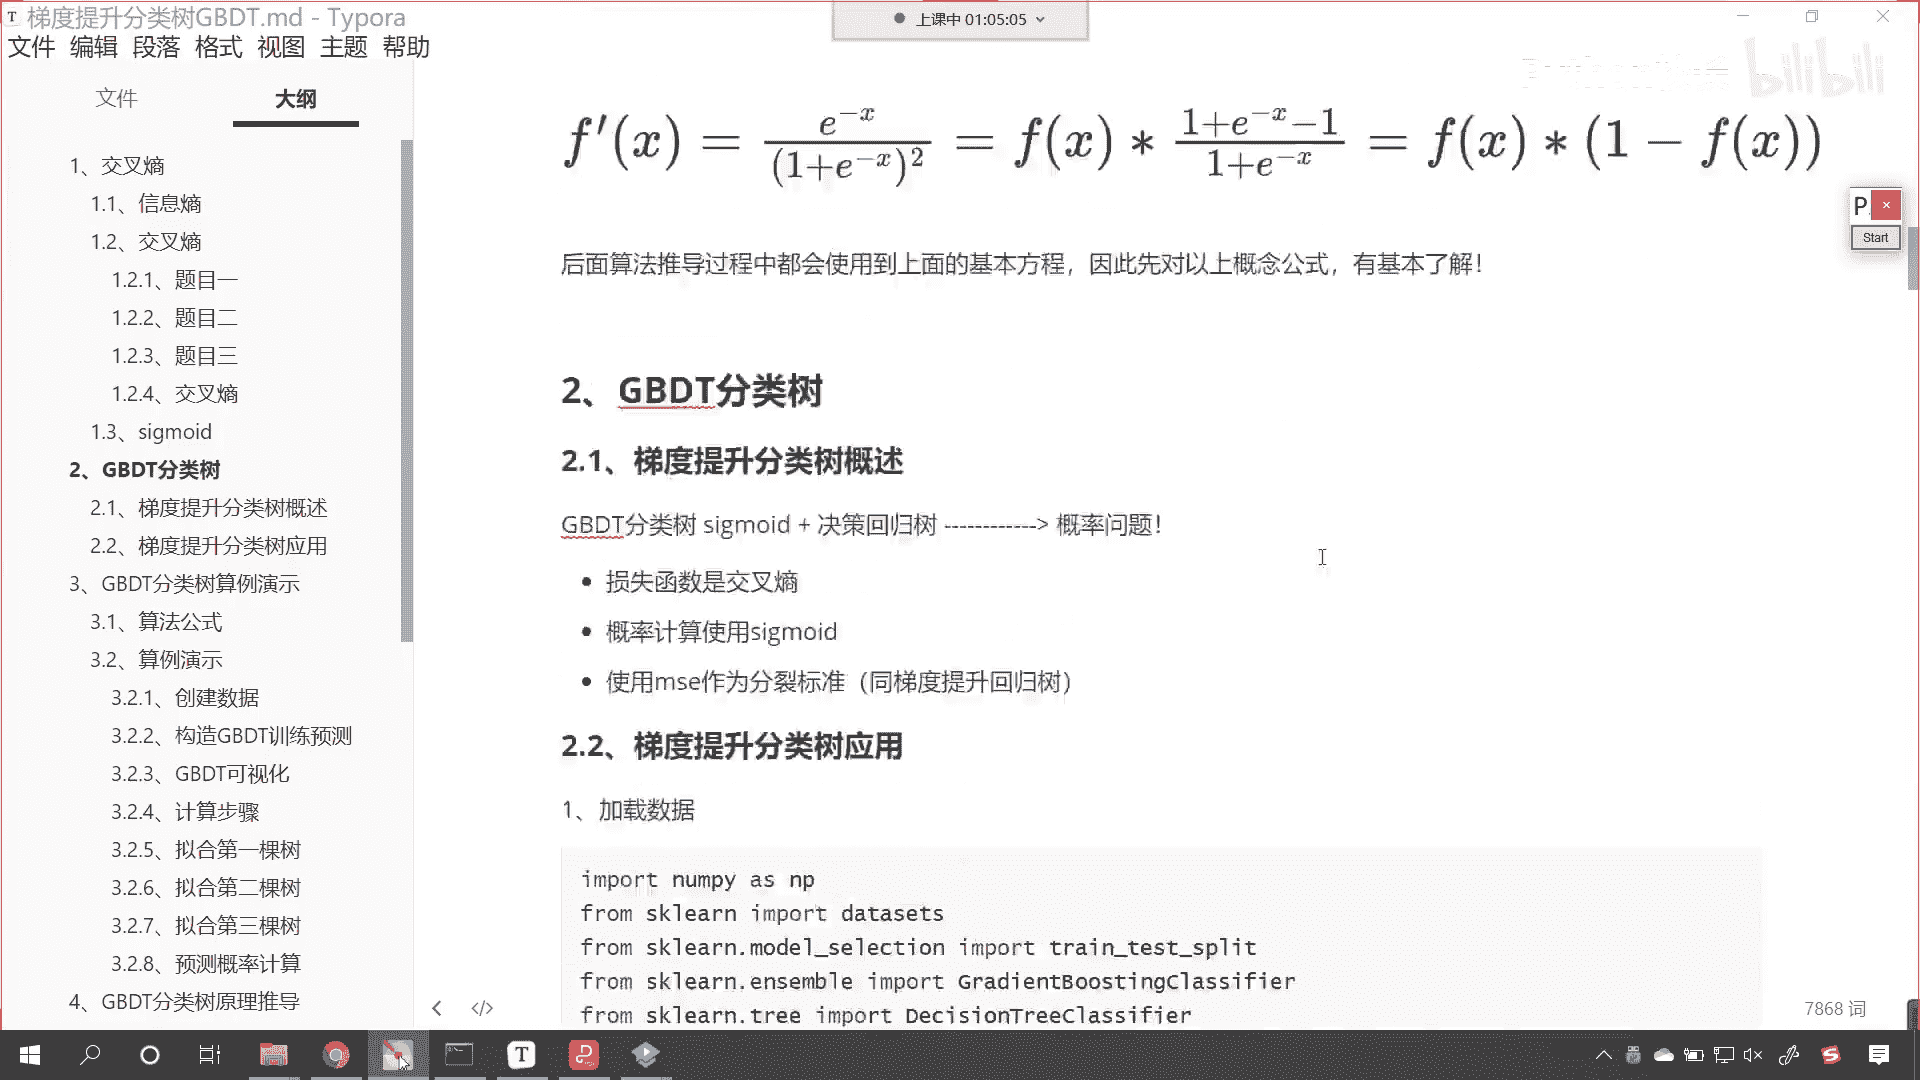 T 梯度提升分类树GBDT.md - Typora
上课中 01:05:05
文件 编辑 段落 格式 视图 主题 帮助
bilibili
文件 大纲
1、交叉熵
1.1、信息熵
1.2、交叉熵
1.2.1、题目一
1.2.2、题目二
1.2.3、题目三
1.2.4、交叉熵
1.3、sigmoid
2、GBDT分类树
2.1、梯度提升分类树概述
2.2、梯度提升分类树应用
3、GBDT分类树算例演示
3.1、算法公式
3.2、算例演示
3.2.1、创建数据
3.2.2、构造GBDT训练预测
3.2.3、GBDT可视化
3.2.4、计算步骤
3.2.5、拟合第一棵树
3.2.6、拟合第二棵树
3.2.7、拟合第三棵树
3.2.8、预测概率计算
4、GBDT分类树原理推导
f′(x) = e^{-x}/(1+e^{-x})^2 = f(x) * (1+e^{-x}-1)/(1+e^{-x}) = f(x) * (1 − f(x))
P.
Start
后面算法推导过程中都会使用到上面的基本方程，因此先对以上概念公式，有基本了解！
2、GBDT分类树
2.1、梯度提升分类树概述
GBDT分类树 sigmoid + 决策回归树 ------------> 概率问题！
• 损失函数是交叉熵
• 概率计算使用sigmoid
• 使用mse作为分裂标准（同梯度提升回归树）
2.2、梯度提升分类树应用
1、加载数据
import numpy as np
from sklearn import datasets
from sklearn.model_selection import train_test_split
from sklearn.ensemble import GradientBoostingClassifier
from sklearn.tree import DecisionTreeClassifier
7868 词